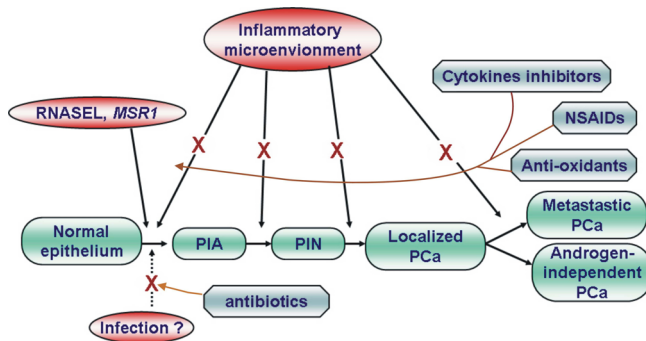 Inflammatory
microenvionment
Cytokines inhibitors
RNASEL, MSR1
NSAIDs
X
X
X
X
Anti-oxidants
Normal
epithelium
PIA
PIN
Localized
PCa
Metastastic
PCa
Androgen-
independent
PCa
X
antibiotics
Infection ?